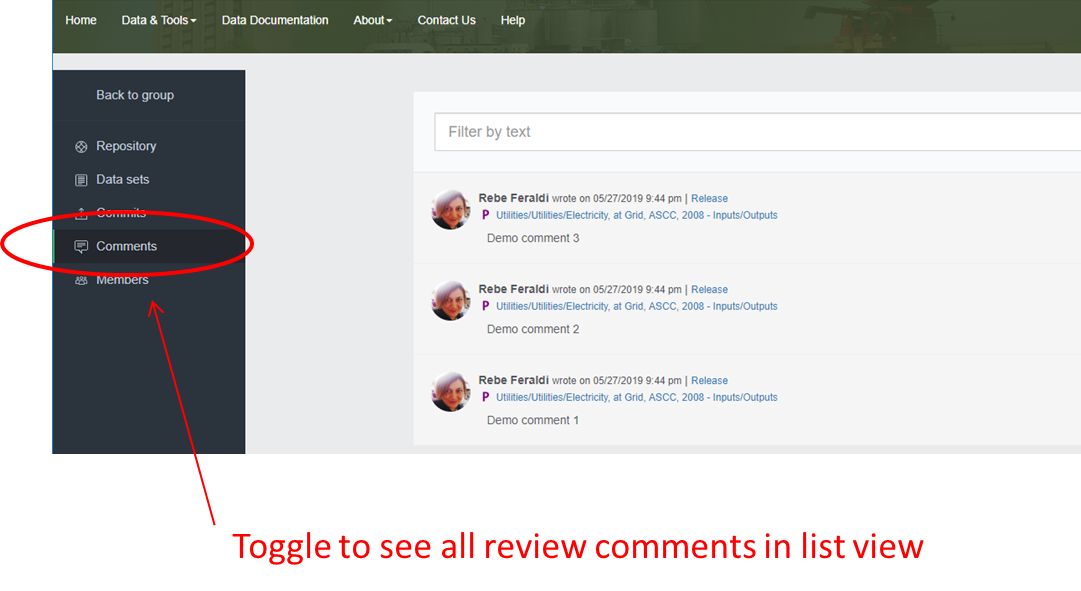 Home Data & Tools Data Documentation About Contact Us Help
Back to group
Repository
Data sets
Commits
Comments
Members
Filter by text
Rebe Feraldi wrote on 05/27/2019 9:44 pm | Release
P Utilities/Utilities/Electricity, at Grid, ASCC, 2008 - Inputs/Outputs
Demo comment 3
Rebe Feraldi wrote on 05/27/2019 9:44 pm | Release
P Utilities/Utilities/Electricity, at Grid, ASCC, 2008 - Inputs/Outputs
Demo comment 2
Rebe Feraldi wrote on 05/27/2019 9:44 pm | Release
P Utilities/Utilities/Electricity, at Grid, ASCC, 2008 - Inputs/Outputs
Demo comment 1
Toggle to see all review comments in list view